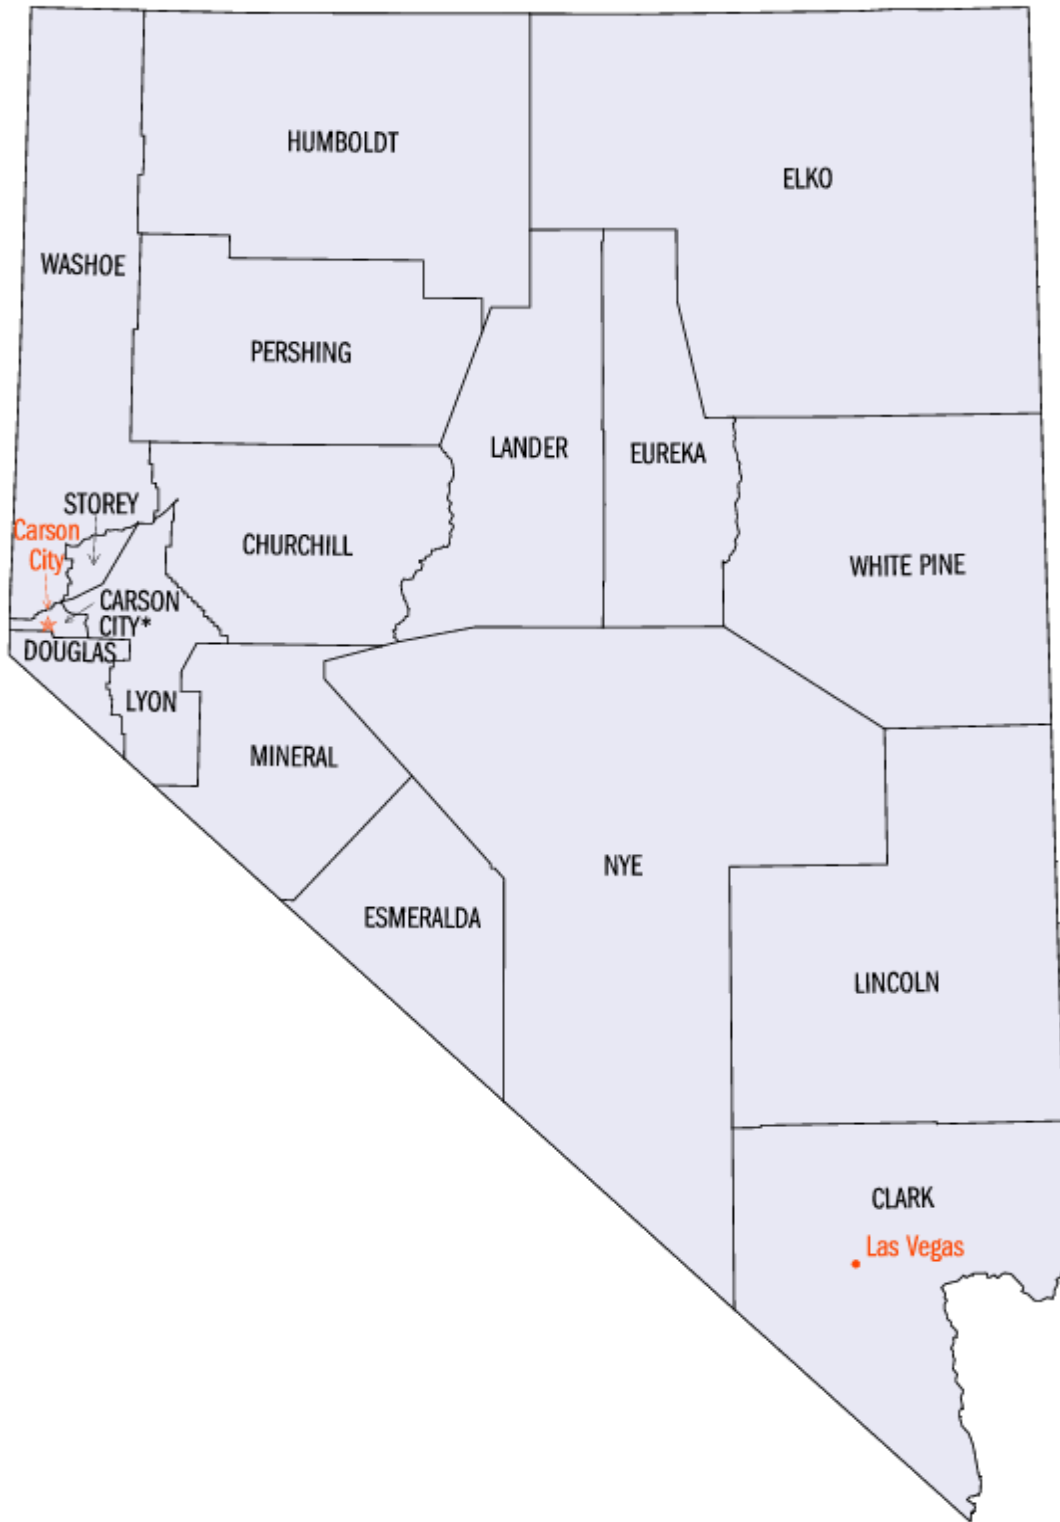 HUMBOLDT
ELKO
WASHOE
PERSHING
LANDER
EUREKA
STOREY
Carson
City
CHURCHILL
WHITE PINE
CARSON
CITY*
DOUGLAS
LYON
MINERAL
NYE
ESMERALDA
LINCOLN
CLARK
Las Vegas